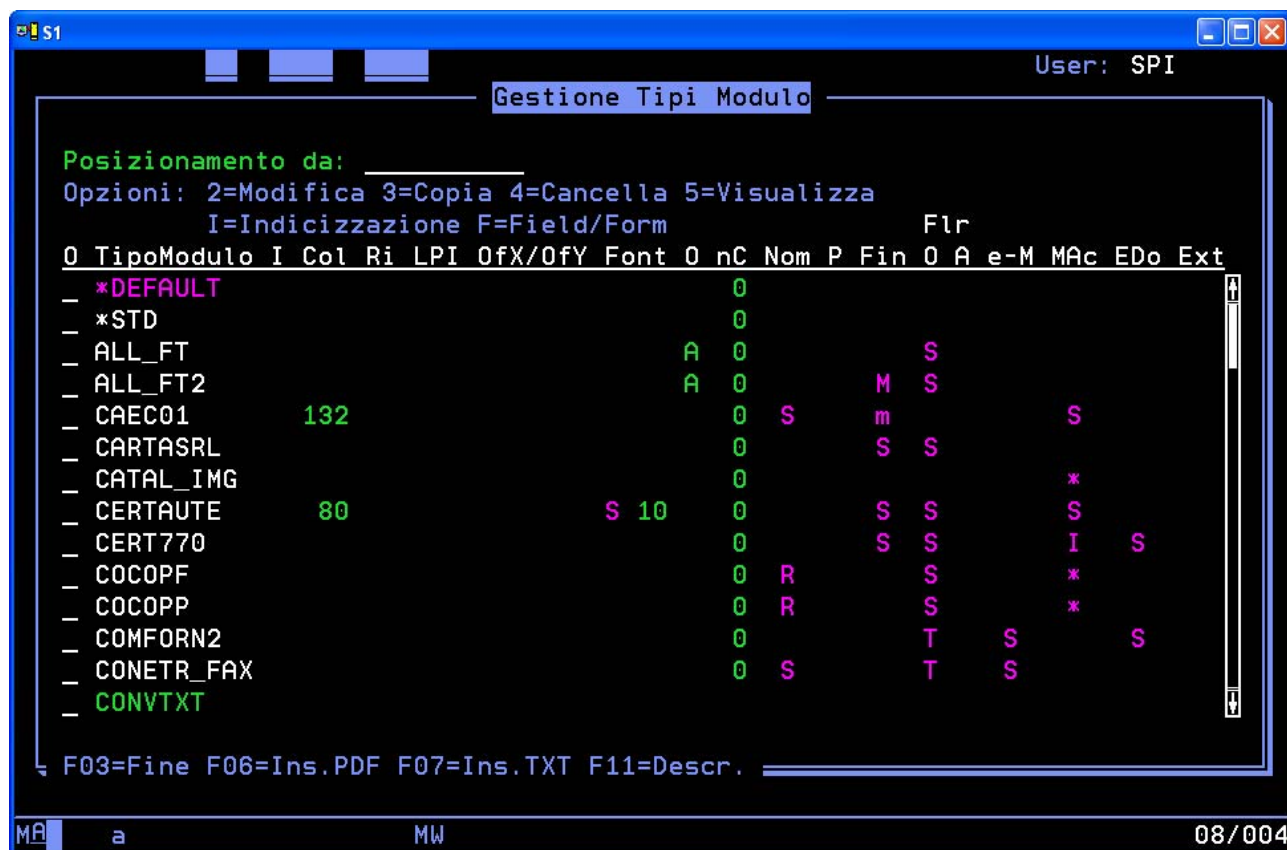 S1
User: SPI
Gestione Tipi Modulo
Posizionamento da: __________
Opzioni: 2=Modifica 3=Copia 4=Cancella 5=Visualizza
I=Indicizzazione F=Field/Form Flr
O TipoModulo I Col Ri LPI OfX/OfY Font O nC Nom P Fin O A e-M MAc EDo Ext
_ *DEFAULT 0
_ *STD 0
_ ALL_FT A 0 S
_ ALL_FT2 A 0 M S
_ CAEC01 132 0 S m S
_ CARTASRL 0 S S
_ CATAL_IMG 0 *
_ CERTAUTE 80 S 10 0 S S S
_ CERT770 0 S S I S
_ COCOPF 0 R S *
_ COCOPP 0 R S *
_ COMFORN2 0 T S S
_ CONETR_FAX 0 S T S
_ CONVTXT
F03=Fine F06=Ins.PDF F07=Ins.TXT F11=Descr.
MA a MW 08/004